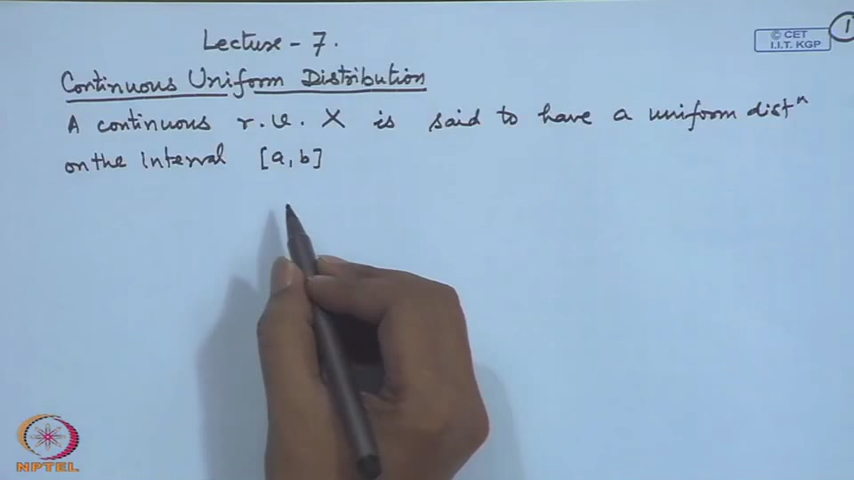 Lecture - 7.
© CET
I.I.T. KGP
1
Continuous Uniform Distribution
A continuous r.v. X is said to have a uniform distⁿ
on the interval [a, b]
NPTEL